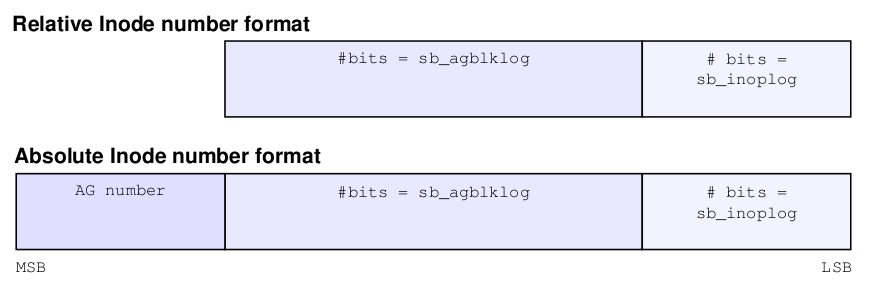 Relative Inode number format
#bits = sb_agblklog
# bits =
sb_inoplog
Absolute Inode number format
AG number
#bits = sb_agblklog
# bits =
sb_inoplog
MSB
LSB